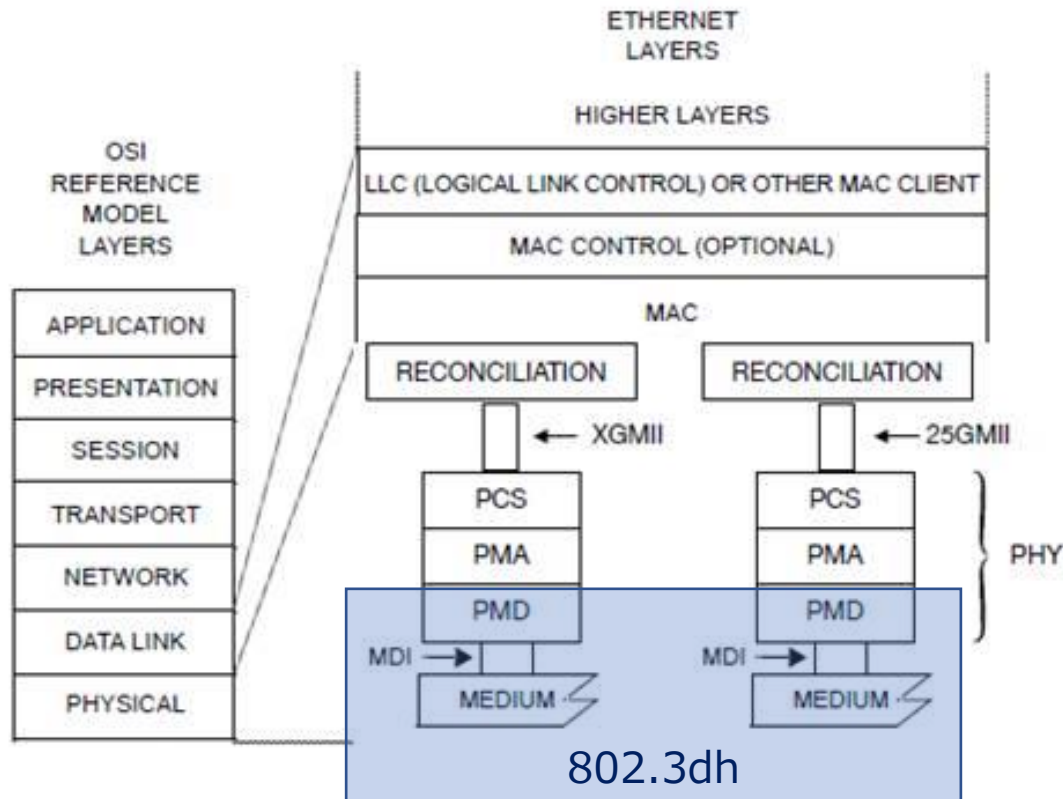 ETHERNET
LAYERS
HIGHER LAYERS
OSI
REFERENCE
MODEL
LAYERS
LLC (LOGICAL LINK CONTROL) OR OTHER MAC CLIENT
MAC CONTROL (OPTIONAL)
MAC
APPLICATION
PRESENTATION
SESSION
TRANSPORT
NETWORK
DATA LINK
PHYSICAL
RECONCILIATION
XGMII
PCS
PMA
PMD
MDI
MEDIUM
RECONCILIATION
25GMII
PCS
PMA
PMD
MDI
MEDIUM
PHY
802.3dh